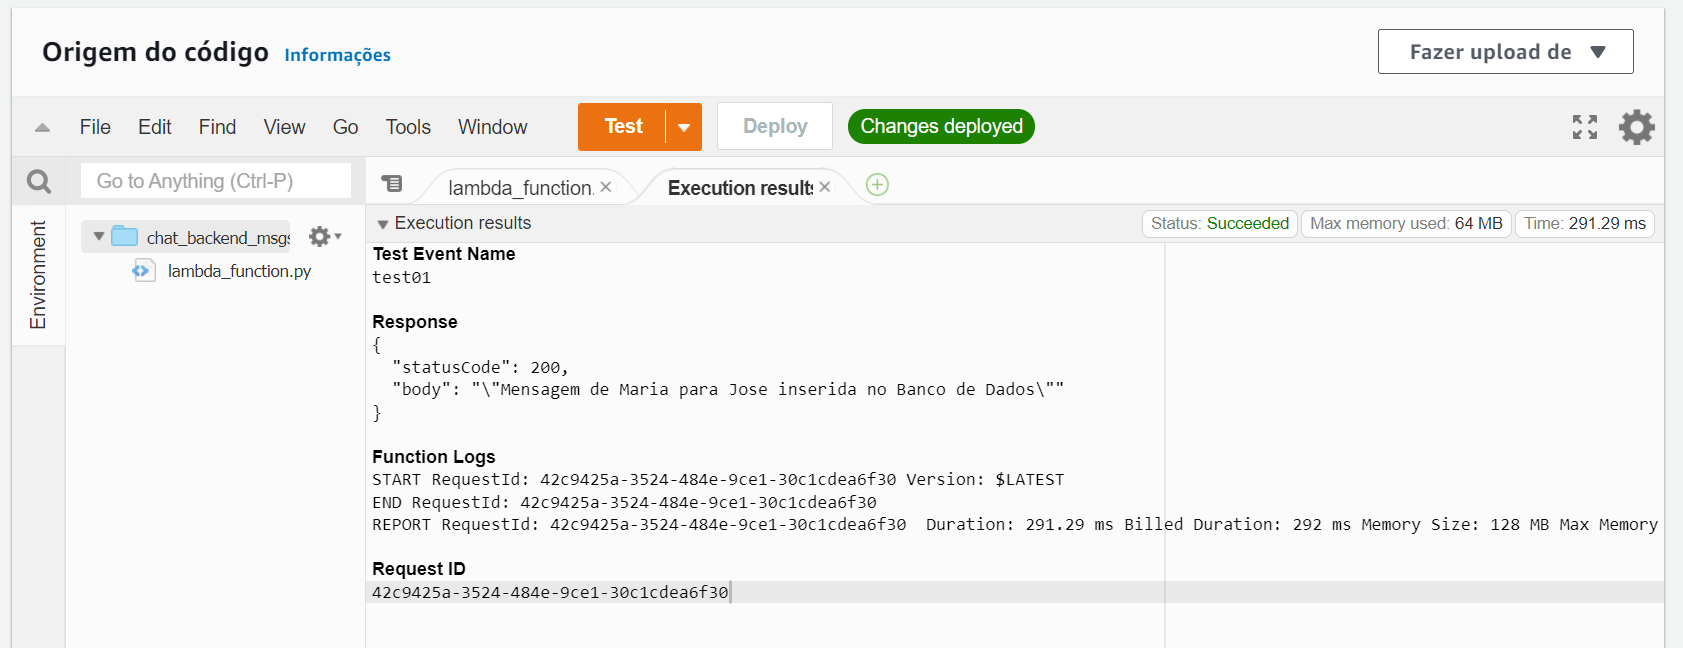 Origem do código Informações
Fazer upload de
File Edit Find View Go Tools Window
Test
Deploy
Changes deployed
Go to Anything (Ctrl-P)
lambda_function.
Execution results
Environment
chat_backend_msgs
lambda_function.py
Execution results
Status: Succeeded
Max memory used: 64 MB
Time: 291.29 ms
Test Event Name
test01
Response
{
"statusCode": 200,
"body": "\"Mensagem de Maria para Jose inserida no Banco de Dados\""
}
Function Logs
START RequestId: 42c9425a-3524-484e-9ce1-30c1cdea6f30 Version: $LATEST
END RequestId: 42c9425a-3524-484e-9ce1-30c1cdea6f30
REPORT RequestId: 42c9425a-3524-484e-9ce1-30c1cdea6f30  Duration: 291.29 ms Billed Duration: 292 ms Memory Size: 128 MB Max Memory
Request ID
42c9425a-3524-484e-9ce1-30c1cdea6f30